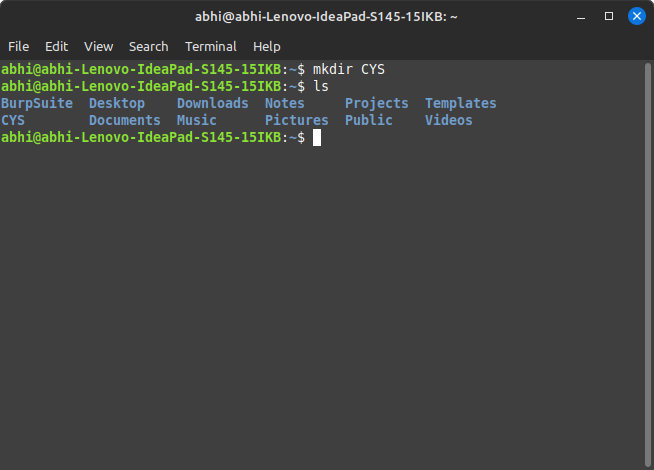 abhi@abhi-Lenovo-IdeaPad-S145-15IKB: ~
File Edit View Search Terminal Help
abhi@abhi-Lenovo-IdeaPad-S145-15IKB:~$ mkdir CYS
abhi@abhi-Lenovo-IdeaPad-S145-15IKB:~$ ls
BurpSuite Desktop Downloads Notes Projects Templates
CYS Documents Music Pictures Public Videos
abhi@abhi-Lenovo-IdeaPad-S145-15IKB:~$